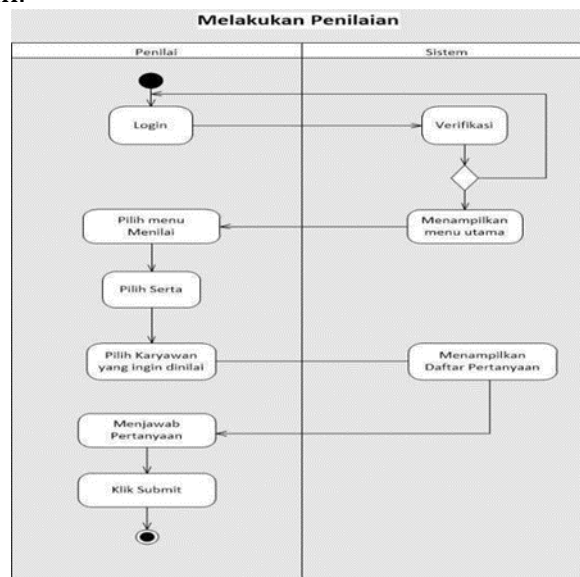 Melakukan Penilaian
Penilai
Sistem
Login
Verifikasi
Pilih menu
Menilai
Menampilkan
menu utama
Pilih Serta
Pilih Karyawan
yang ingin dinilai
Menampilkan
Daftar Pertanyaan
Menjawab
Pertanyaan
Klik Submit